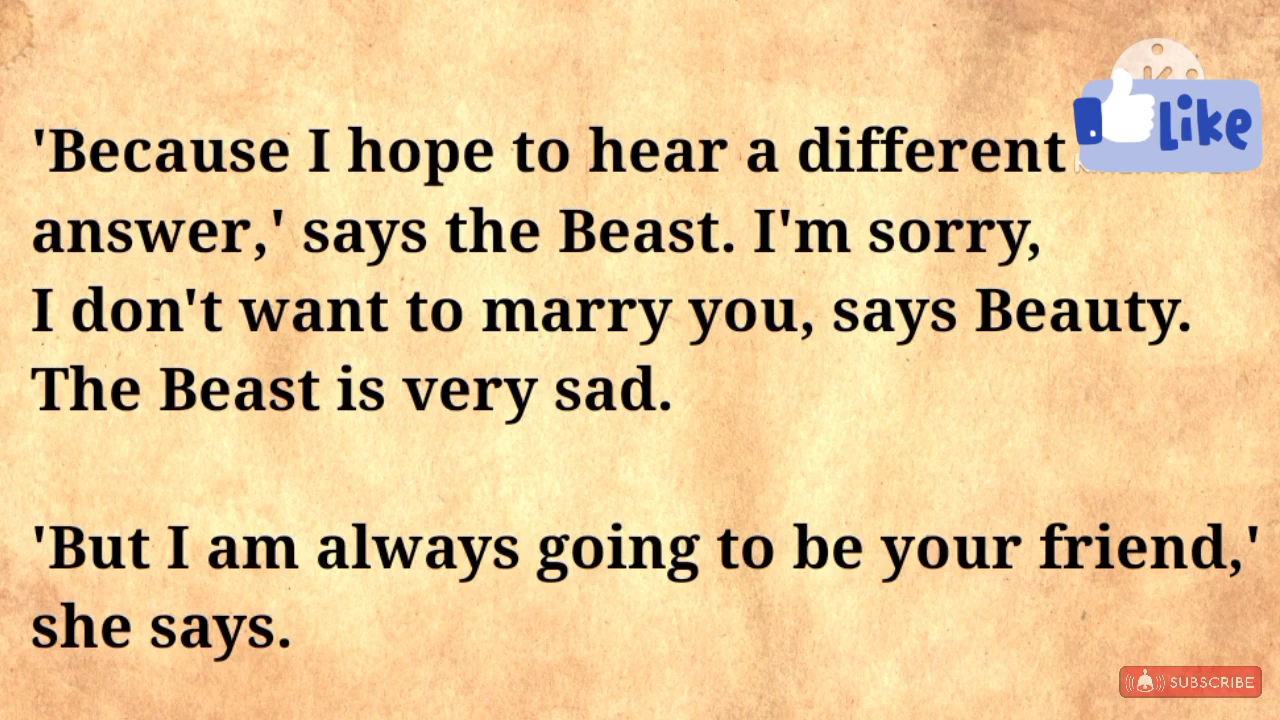 'Because I hope to hear a different
Like
answer,' says the Beast. I'm sorry,
I don't want to marry you, says Beauty.
The Beast is very sad.
'But I am always going to be your friend,'
she says.
SUBSCRIBE